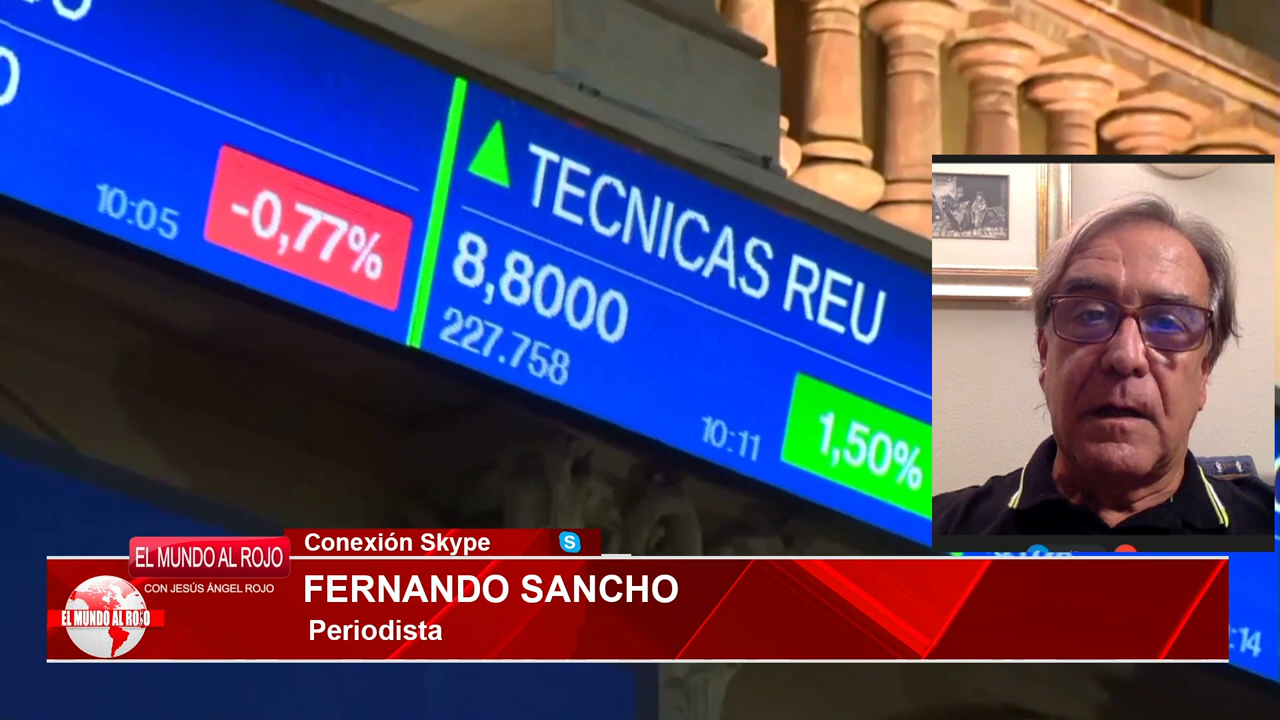 10:05
-0,77%
TECNICAS REU
8,8000
227.758
10:11
1,50%
Conexión Skype
EL MUNDO AL ROJO
CON JESÚS ÁNGEL ROJO
EL MUNDO AL ROJO
FERNANDO SANCHO
Periodista
:14